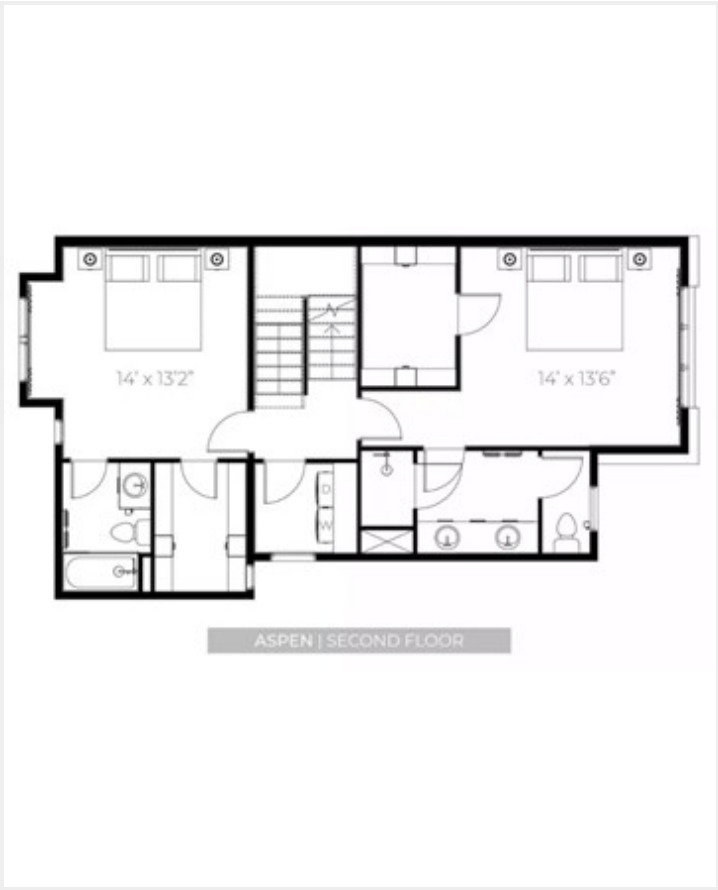 14' x 13'2"
14' x 13'6"
D
W
ASPEN | SECOND FLOOR